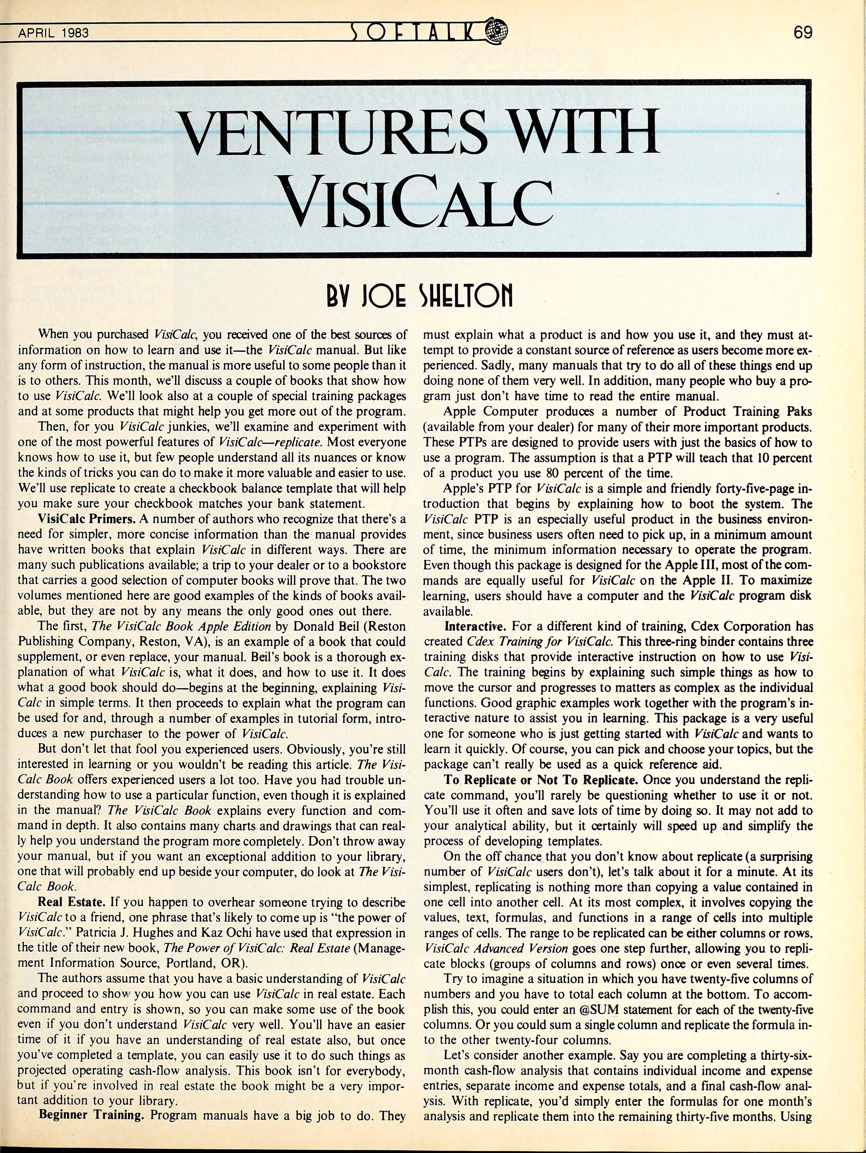 APRIL 1983
SOFTALK
69
VENTURES WITH
VISICALC
BY JOE SHELTON
When you purchased VisiCalc, you received one of the best sources of
information on how to learn and use it—the VisiCalc manual. But like
any form of instruction, the manual is more useful to some people than it
is to others. This month, we'll discuss a couple of books that show how
to use VisiCalc. We'll look also at a couple of special training packages
and at some products that might help you get more out of the program.
Then, for you VisiCalc junkies, we'll examine and experiment with
one of the most powerful features of VisiCalc—replicate. Most everyone
knows how to use it, but few people understand all its nuances or know
the kinds of tricks you can do to make it more valuable and easier to use.
We'll use replicate to create a checkbook balance template that will help
you make sure your checkbook matches your bank statement.
VisiCalc Primers. A number of authors who recognize that there's a
need for simpler, more concise information than the manual provides
have written books that explain VisiCalc in different ways. There are
many such publications available; a trip to your dealer or to a bookstore
that carries a good selection of computer books will prove that. The two
volumes mentioned here are good examples of the kinds of books avail-
able, but they are not by any means the only good ones out there.
The first, The VisiCalc Book Apple Edition by Donald Beil (Reston
Publishing Company, Reston, VA), is an example of a book that could
supplement, or even replace, your manual. Beil's book is a thorough ex-
planation of what VisiCalc is, what it does, and how to use it. It does
what a good book should do—begins at the beginning, explaining Visi-
Calc in simple terms. It then proceeds to explain what the program can
be used for and, through a number of examples in tutorial form, intro-
duces a new purchaser to the power of VisiCalc.
But don't let that fool you experienced users. Obviously, you're still
interested in learning or you wouldn't be reading this article. The Visi-
Calc Book offers experienced users a lot too. Have you had trouble un-
derstanding how to use a particular function, even though it is explained
in the manual? The VisiCalc Book explains every function and com-
mand in depth. It also contains many charts and drawings that can real-
ly help you understand the program more completely. Don't throw away
your manual, but if you want an exceptional addition to your library,
one that will probably end up beside your computer, do look at The Visi-
Calc Book.
Real Estate. If you happen to overhear someone trying to describe
VisiCalc to a friend, one phrase that's likely to come up is "the power of
VisiCalc." Patricia J. Hughes and Kaz Ochi have used that expression in
the title of their new book, The Power of VisiCalc: Real Estate (Manage-
ment Information Source, Portland, OR).
The authors assume that you have a basic understanding of VisiCalc
and proceed to show you how you can use VisiCalc in real estate. Each
command and entry is shown, so you can make some use of the book
even if you don't understand VisiCalc very well. You'll have an easier
time of it if you have an understanding of real estate also, but once
you've completed a template, you can easily use it to do such things as
projected operating cash-flow analysis. This book isn't for everybody,
but if you're involved in real estate the book might be a very impor-
tant addition to your library.
Beginner Training. Program manuals have a big job to do. They
must explain what a product is and how you use it, and they must at-
tempt to provide a constant source of reference as users become more ex-
perienced. Sadly, many manuals that try to do all of these things end up
doing none of them very well. In addition, many people who buy a pro-
gram just don't have time to read the entire manual.
Apple Computer produces a number of Product Training Paks
(available from your dealer) for many of their more important products.
These PTPs are designed to provide users with just the basics of how to
use a program. The assumption is that a PTP will teach that 10 percent
of a product you use 80 percent of the time.
Apple's PTP for VisiCalc is a simple and friendly forty-five-page in-
troduction that begins by explaining how to boot the system. The
VisiCalc PTP is an especially useful product in the business environ-
ment, since business users often need to pick up, in a minimum amount
of time, the minimum information necessary to operate the program.
Even though this package is designed for the Apple III, most of the com-
mands are equally useful for VisiCalc on the Apple II. To maximize
learning, users should have a computer and the VisiCalc program disk
available.
Interactive. For a different kind of training, Cdex Corporation has
created Cdex Training for VisiCalc. This three-ring binder contains three
training disks that provide interactive instruction on how to use Visi-
Calc. The training begins by explaining such simple things as how to
move the cursor and progresses to matters as complex as the individual
functions. Good graphic examples work together with the program's in-
teractive nature to assist you in learning. This package is a very useful
one for someone who is just getting started with VisiCalc and wants to
learn it quickly. Of course, you can pick and choose your topics, but the
package can't really be used as a quick reference aid.
To Replicate or Not To Replicate. Once you understand the repli-
cate command, you'll rarely be questioning whether to use it or not.
You'll use it often and save lots of time by doing so. It may not add to
your analytical ability, but it certainly will speed up and simplify the
process of developing templates.
On the off chance that you don't know about replicate (a surprising
number of VisiCalc users don't), let's talk about it for a minute. At its
simplest, replicating is nothing more than copying a value contained in
one cell into another cell. At its most complex, it involves copying the
values, text, formulas, and functions in a range of cells into multiple
ranges of cells. The range to be replicated can be either columns or rows.
VisiCalc Advanced Version goes one step further, allowing you to repli-
cate blocks (groups of columns and rows) once or even several times.
Try to imagine a situation in which you have twenty-five columns of
numbers and you have to total each column at the bottom. To accom-
plish this, you could enter an @SUM statement for each of the twenty-five
columns. Or you could sum a single column and replicate the formula in-
to the other twenty-four columns.
Let's consider another example. Say you are completing a thirty-six-
month cash-flow analysis that contains individual income and expense
entries, separate income and expense totals, and a final cash-flow anal-
ysis. With replicate, you'd simply enter the formulas for one month's
analysis and replicate them into the remaining thirty-five months. Using